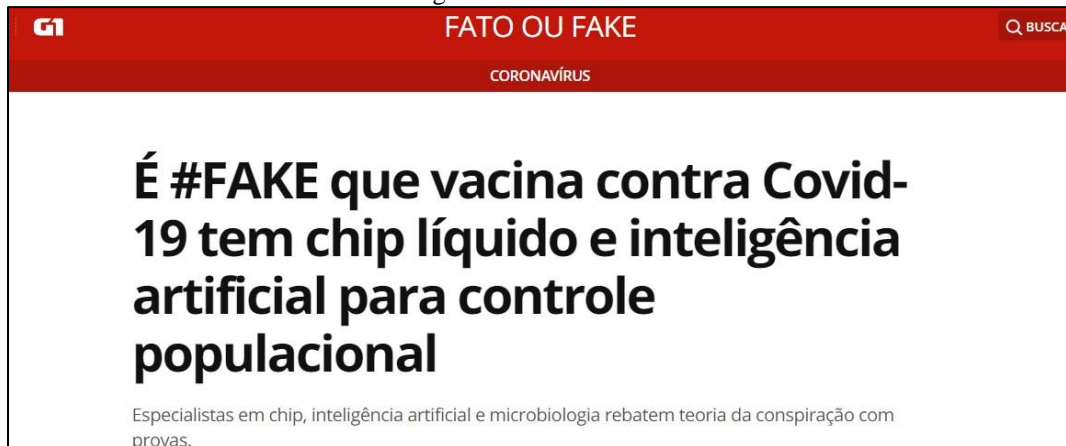 G1 FATO OU FAKE BUSCA
CORONAVÍRUS
É #FAKE que vacina contra Covid-
19 tem chip líquido e inteligência
artificial para controle
populacional
Especialistas em chip, inteligência artificial e microbiologia rebatem teoria da conspiração com
provas.